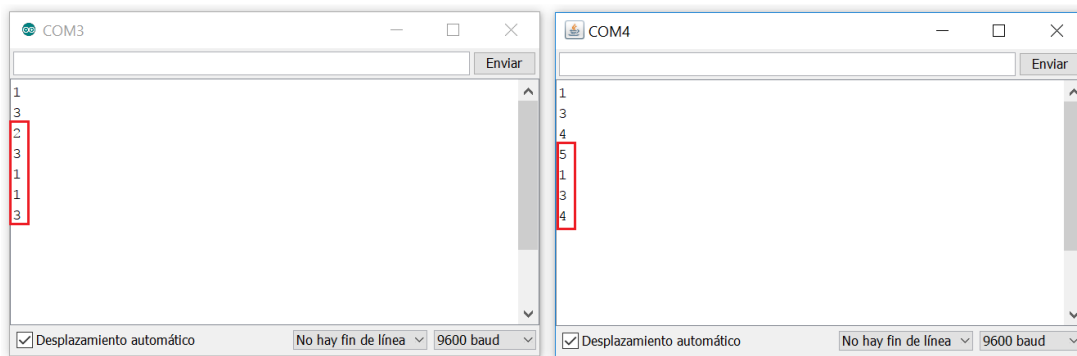 COM3
Enviar
1
3
2
3
1
1
3
Desplazamiento automático
No hay fin de línea
9600 baud
COM4
Enviar
1
3
4
5
1
3
4
Desplazamiento automático
No hay fin de línea
9600 baud